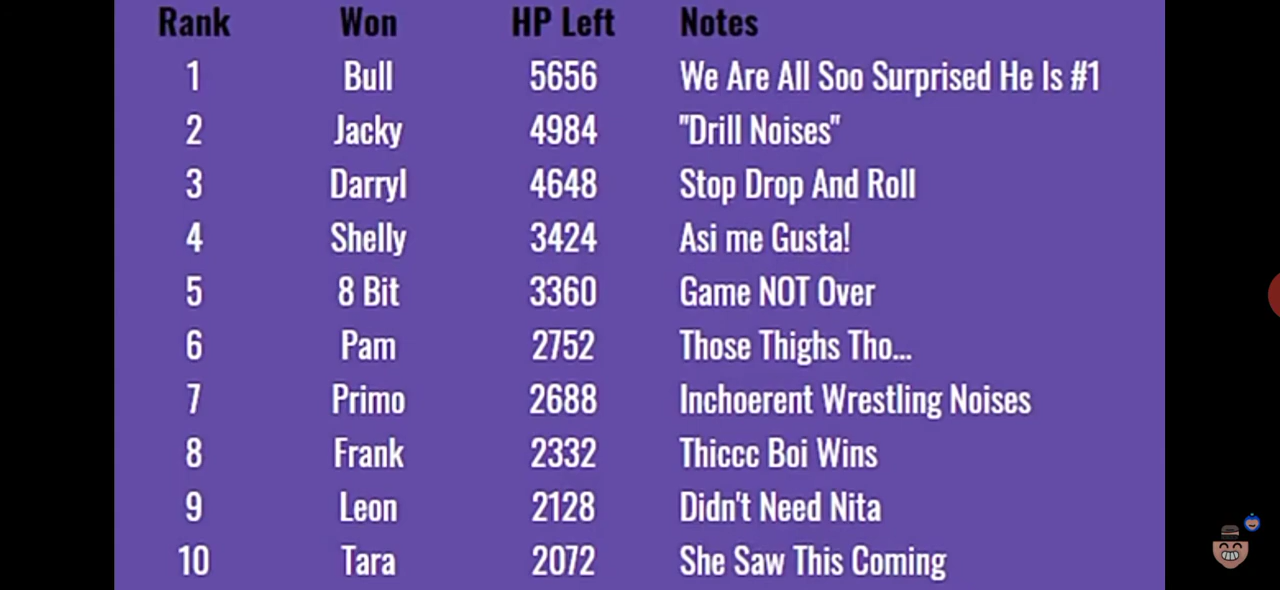 Rank Won HP Left Notes
1 Bull 5656 We Are All Soo Surprised He Is #1
2 Jacky 4984 "Drill Noises"
3 Darryl 4648 Stop Drop And Roll
4 Shelly 3424 Asi me Gusta!
5 8 Bit 3360 Game NOT Over
6 Pam 2752 Those Thighs Tho...
7 Primo 2688 Inchoerent Wrestling Noises
8 Frank 2332 Thiccc Boi Wins
9 Leon 2128 Didn't Need Nita
10 Tara 2072 She Saw This Coming